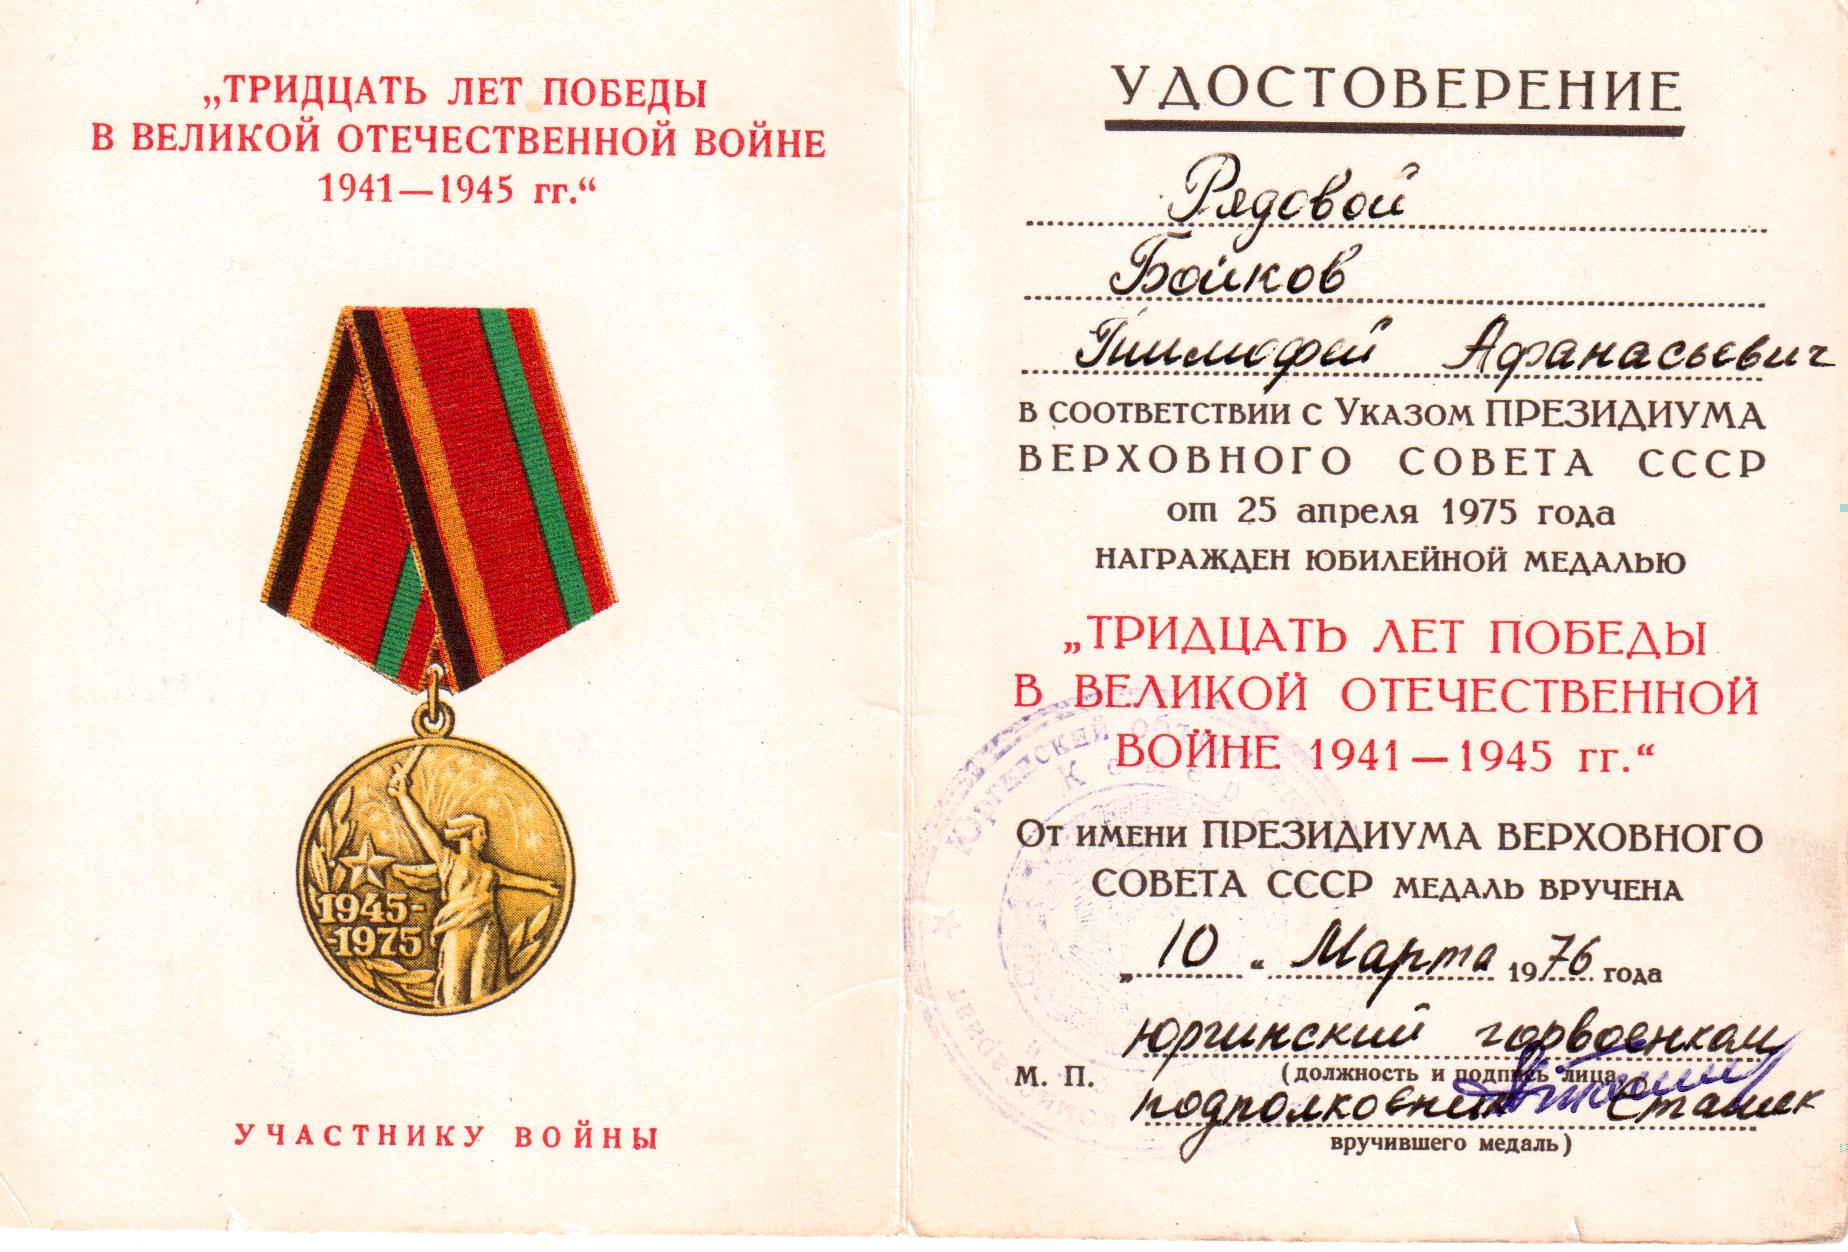 „ТРИДЦАТЬ ЛЕТ ПОБЕДЫ
В ВЕЛИКОЙ ОТЕЧЕСТВЕННОЙ ВОЙНЕ
1941—1945 гг.“
1945-
-1975
УЧАСТНИКУ ВОЙНЫ
УДОСТОВЕРЕНИЕ
Рядовой
Бойков
Тимофей Афанасьевич
В СООТВЕТСТВИИ С УКАЗОМ ПРЕЗИДИУМА
ВЕРХОВНОГО СОВЕТА СССР
от 25 апреля 1975 года
НАГРАЖДЕН ЮБИЛЕЙНОЙ МЕДАЛЬЮ
„ТРИДЦАТЬ ЛЕТ ПОБЕДЫ
В ВЕЛИКОЙ ОТЕЧЕСТВЕННОЙ
ВОЙНЕ 1941—1945 гг.“
ОТ ИМЕНИ ПРЕЗИДИУМА ВЕРХОВНОГО
СОВЕТА СССР МЕДАЛЬ ВРУЧЕНА
„10“ Марта 1976 года
Юргинский горвоенком
М. П.
(должность и подпись лица,
подполковник Сташек
вручившего медаль)
Юргинский